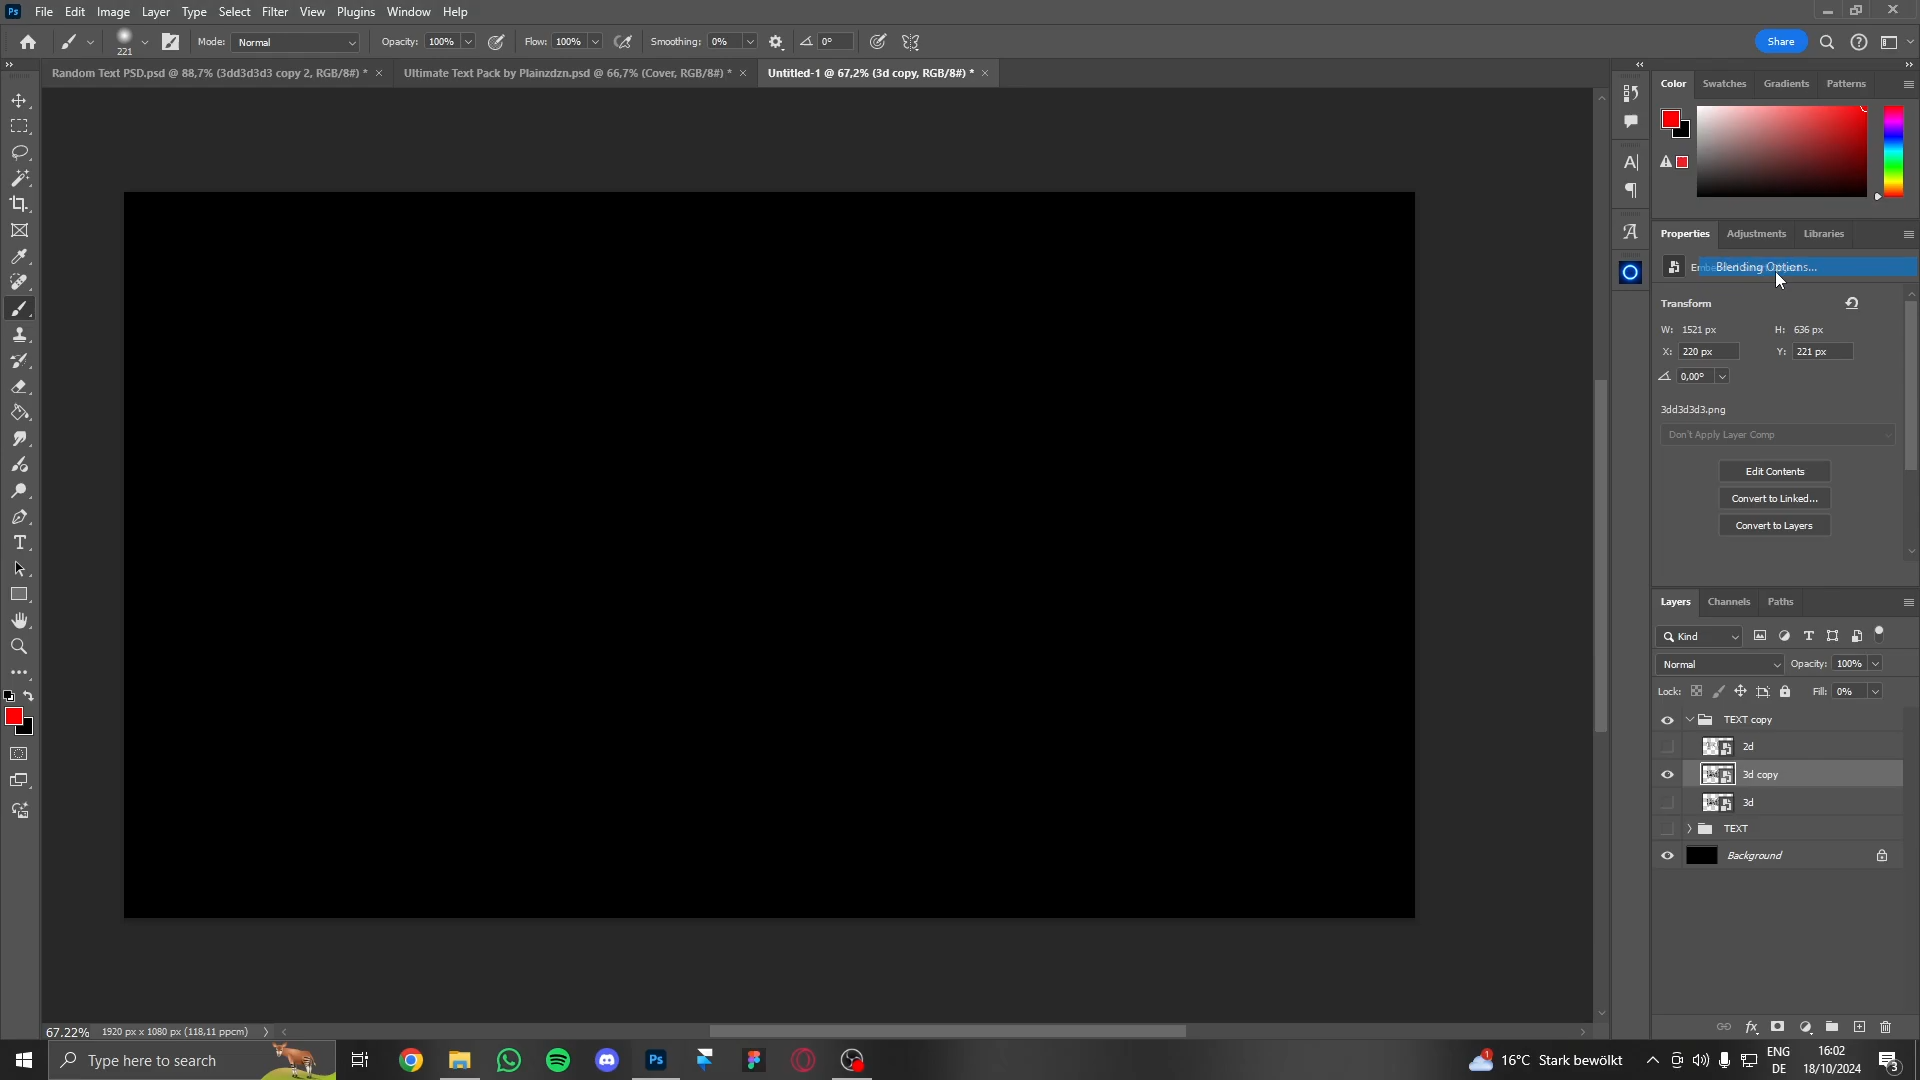 Ps File Edit Image Layer Type Select Filter View Plugins Window Help
221 Mode: Normal Opacity: 100% Flow: 100% Smoothing: 0% 0° Share
Random Text PSD.psd @ 88,7% (3dd3d3d3 copy 2, RGB/8#) * Ultimate Text Pack by Plainzdzn.psd @ 66,7% (Cover, RGB/8#) * Untitled-1 @ 67,2% (3d copy, RGB/8#) *
Color Swatches Gradients Patterns
Properties Adjustments Libraries
Blending Options...
Transform
W: 1521 px H: 636 px
X: 220 px Y: 221 px
0,00°
3dd3d3d3.png
Don't Apply Layer Comp
Edit Contents
Convert to Linked...
Convert to Layers
Layers Channels Paths
Kind
Normal Opacity: 100%
Lock: Fill: 0%
TEXT copy
2d
3d copy
3d
TEXT
Background
67.22% 1920 px x 1080 px (118,11 ppcm)
Type here to search
Ps
1 16°C Stark bewölkt
ENG
DE
16:02
18/10/2024
3